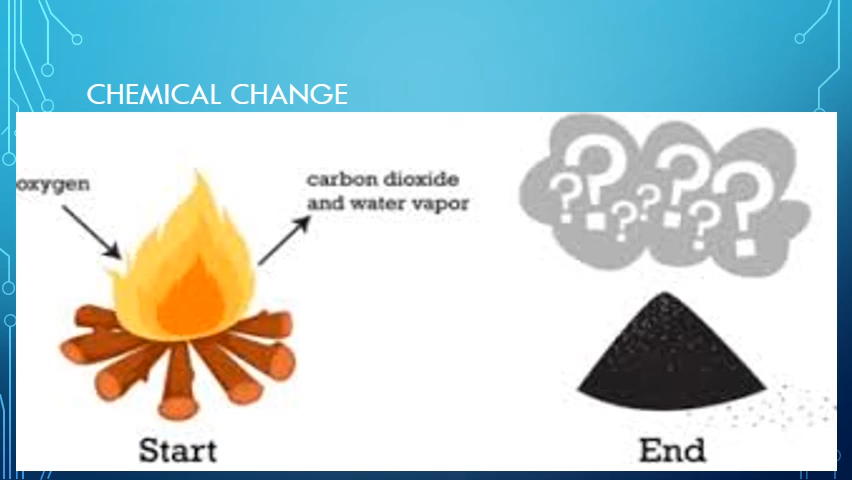 CHEMICAL CHANGE
oxygen
carbon dioxide
and water vapor
? ? ? ? ? ? ?
Start
End